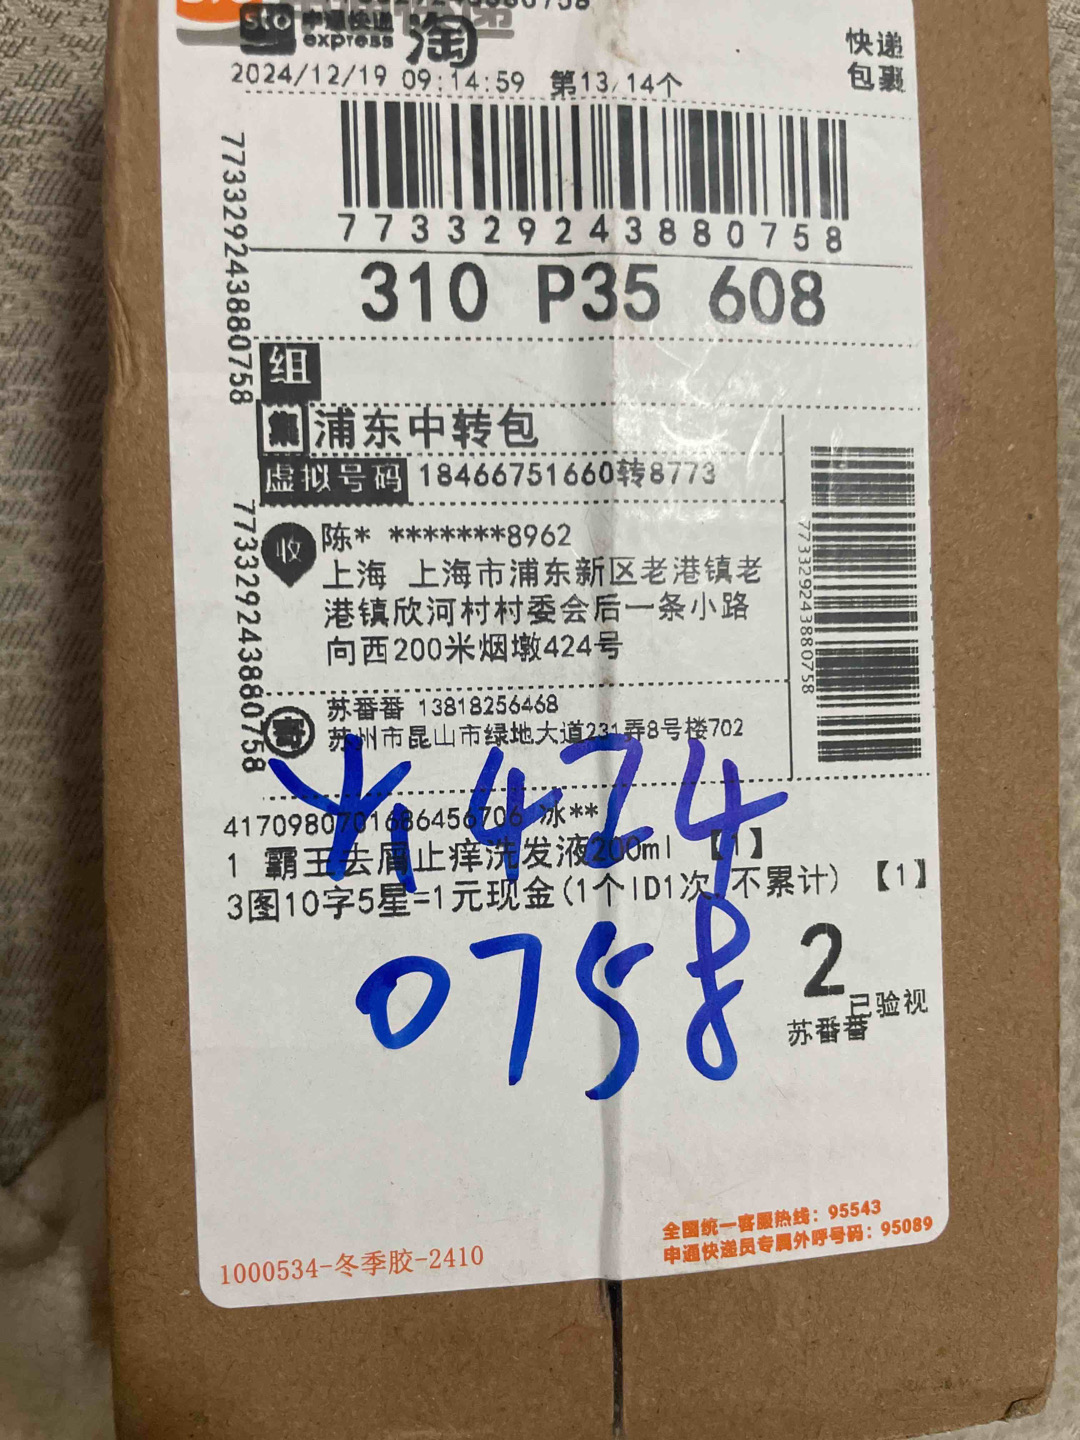 sto 申通快递
express 淘
快递
包裹
2024/12/19 09:14:59 第13/14个
773329243880758
773329243880758
310 P35 608
组
集 浦东中转包
虚拟号码 18466751660转8773
773329243880758
收 陈* *******8962
上海 上海市浦东新区老港镇老
港镇欣河村村委会后一条小路
向西200米烟墩424号
773329243880758
寄 苏番番 13818256468
苏州市昆山市绿地大道231弄8号楼702
424
4170980701686456706 冰**
1 霸王去屑止痒洗发液200ml 【1】
3图10字5星=1元现金(1个ID1次,不累计) 【1】
0758
2
已验视
苏番番
全国统一客服热线：95543
申通快递员专属外呼号码：95089
1000534-冬季胶-2410